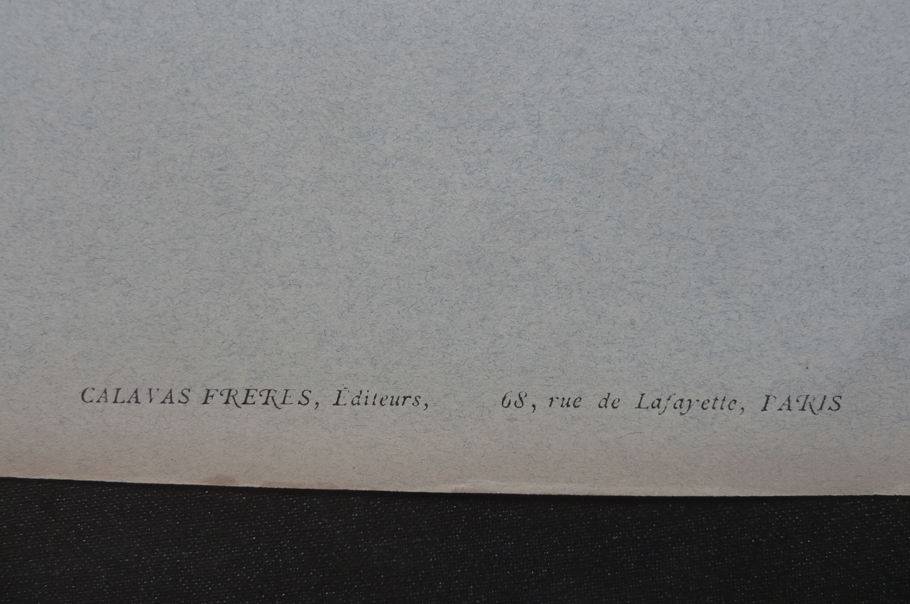 CALAVAS FRERES, Éditeurs, 68, rue de Lafayette, PARIS